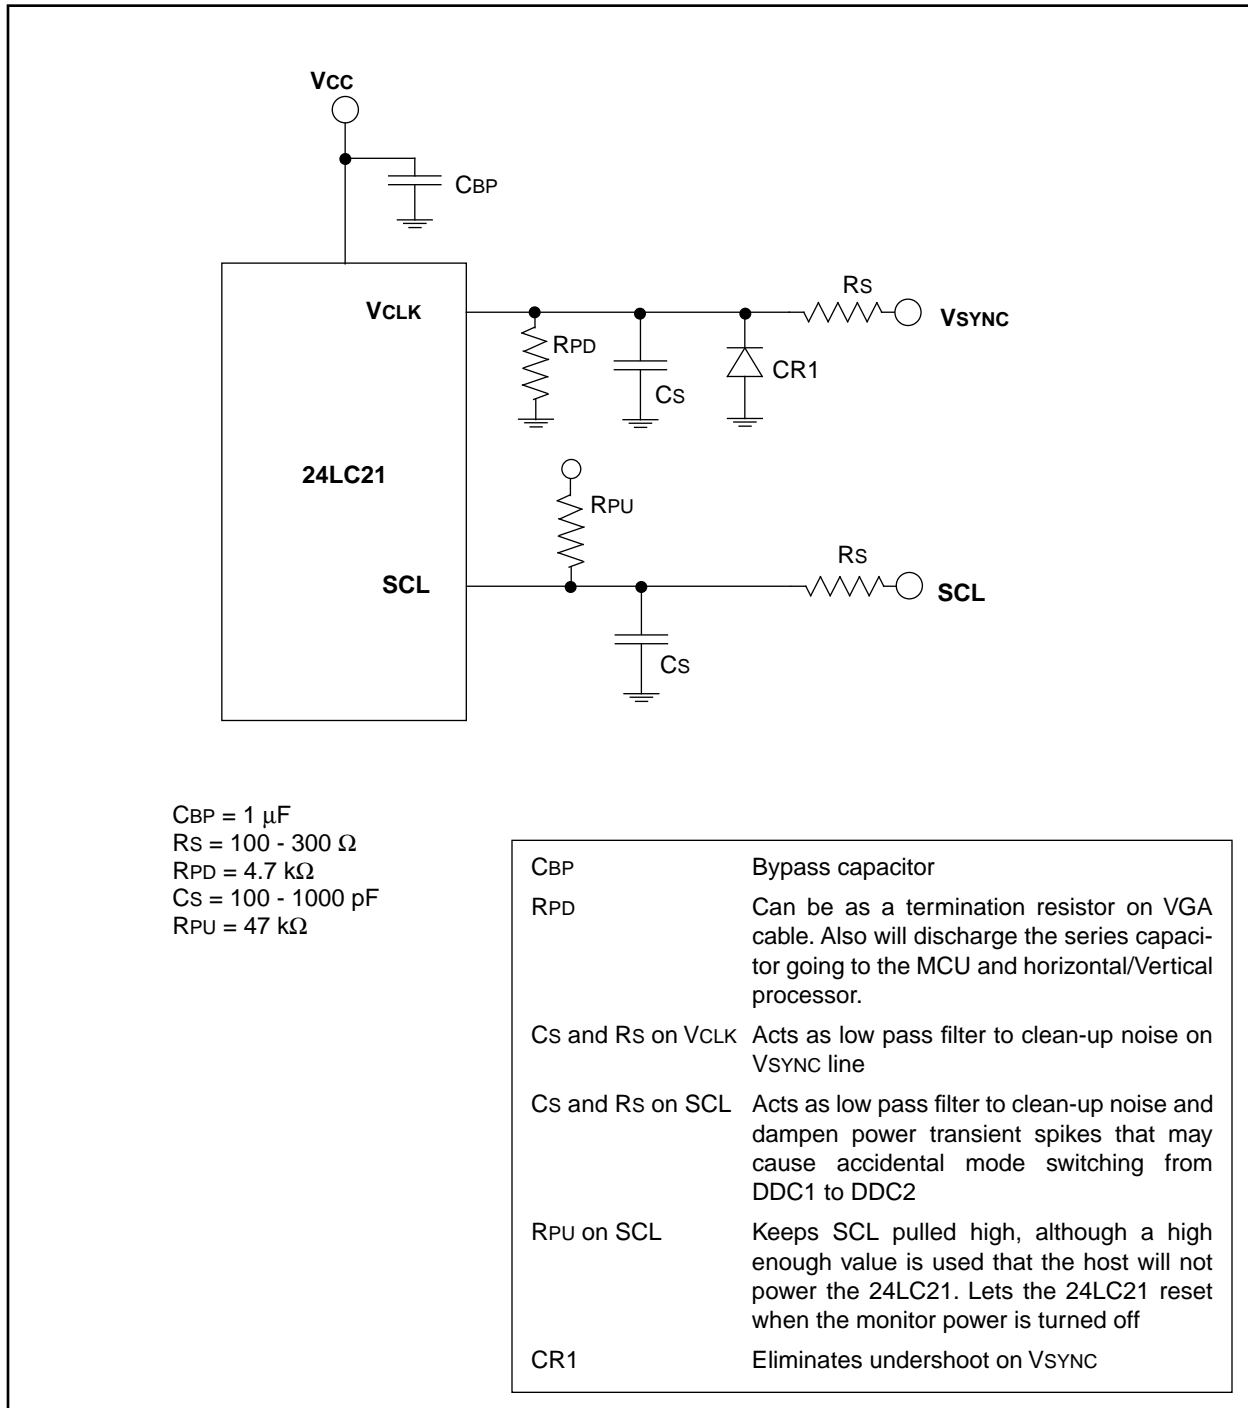 VCC
CBP
RS
VCLK
VSYNC
RPD
CR1
CS
24LC21
RPU
RS
SCL
SCL
CS
CBP = 1 μF
RS = 100 - 300 Ω
RPD = 4.7 kΩ
CS = 100 - 1000 pF
RPU = 47 kΩ
CBP Bypass capacitor
RPD Can be as a termination resistor on VGA
cable. Also will discharge the series capaci-
tor going to the MCU and horizontal/Vertical
processor.
CS and RS on VCLK Acts as low pass filter to clean-up noise on
VSYNC line
CS and RS on SCL Acts as low pass filter to clean-up noise and
dampen power transient spikes that may
cause accidental mode switching from
DDC1 to DDC2
RPU on SCL Keeps SCL pulled high, although a high
enough value is used that the host will not
power the 24LC21. Lets the 24LC21 reset
when the monitor power is turned off
CR1 Eliminates undershoot on VSYNC